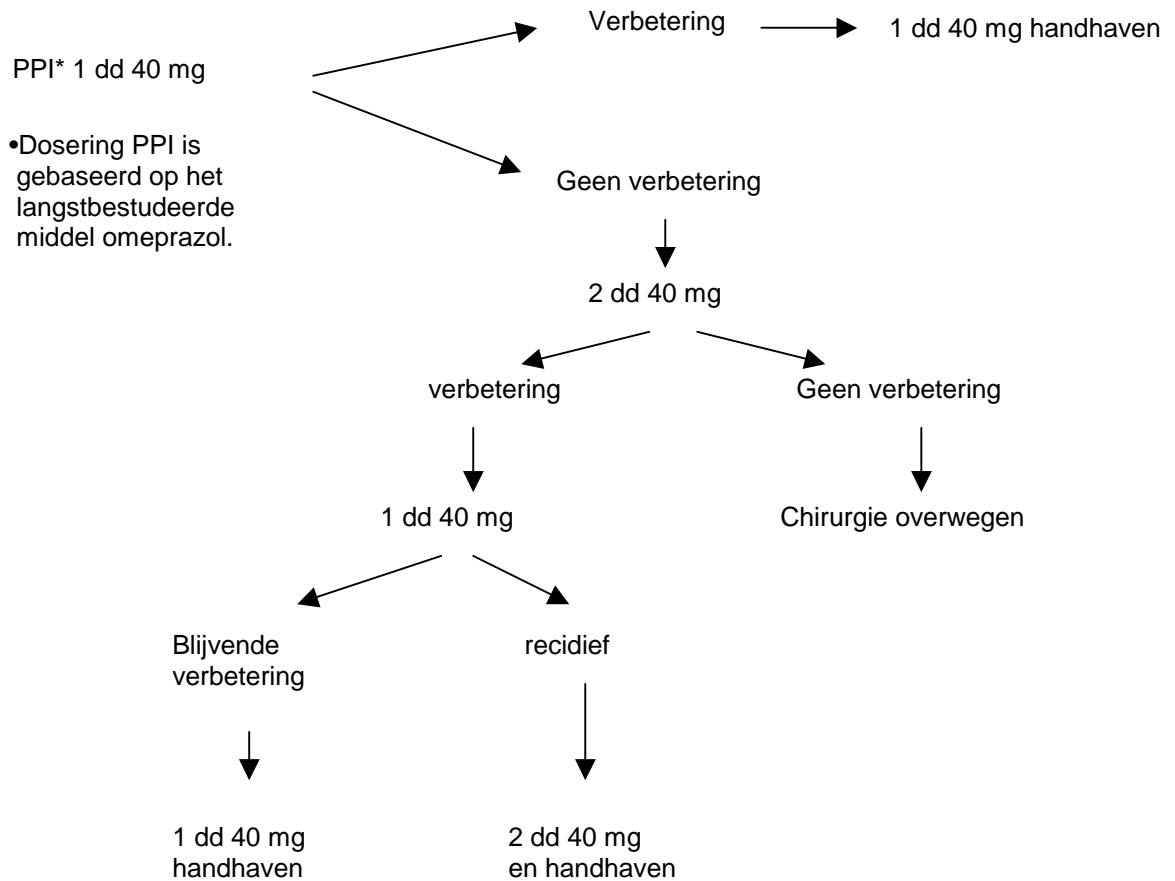 Verbetering
1 dd 40 mg handhaven
PPI* 1 dd 40 mg
•Dosering PPI is
gebaseerd op het
langstbestudeerde
middel omeprazol.
Geen verbetering
2 dd 40 mg
verbetering
Geen verbetering
1 dd 40 mg
Chirurgie overwegen
Blijvende
verbetering
recidief
1 dd 40 mg
handhaven
2 dd 40 mg
en handhaven